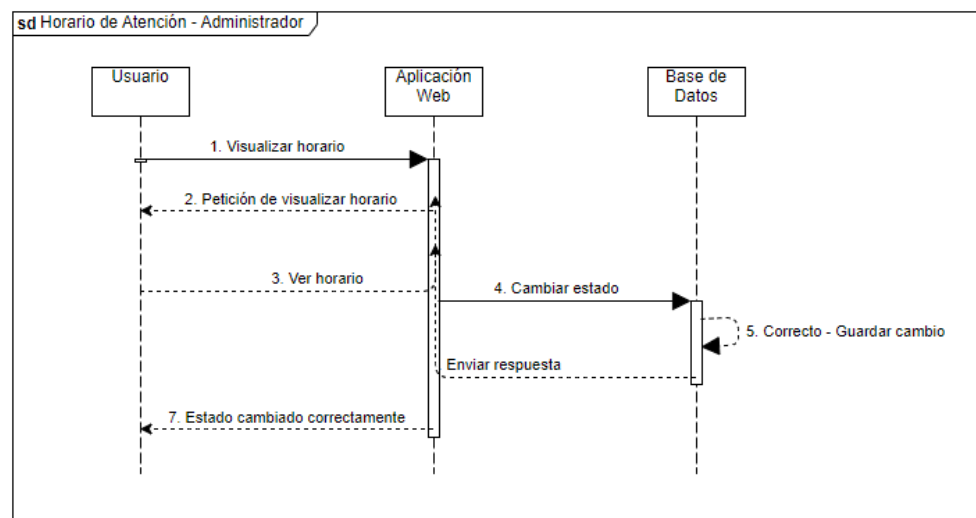 sd Horario de Atención - Administrador
Usuario
Aplicación
Web
Base de
Datos
1. Visualizar horario
2. Petición de visualizar horario
3. Ver horario
4. Cambiar estado
5. Correcto - Guardar cambio
Enviar respuesta
7. Estado cambiado correctamente